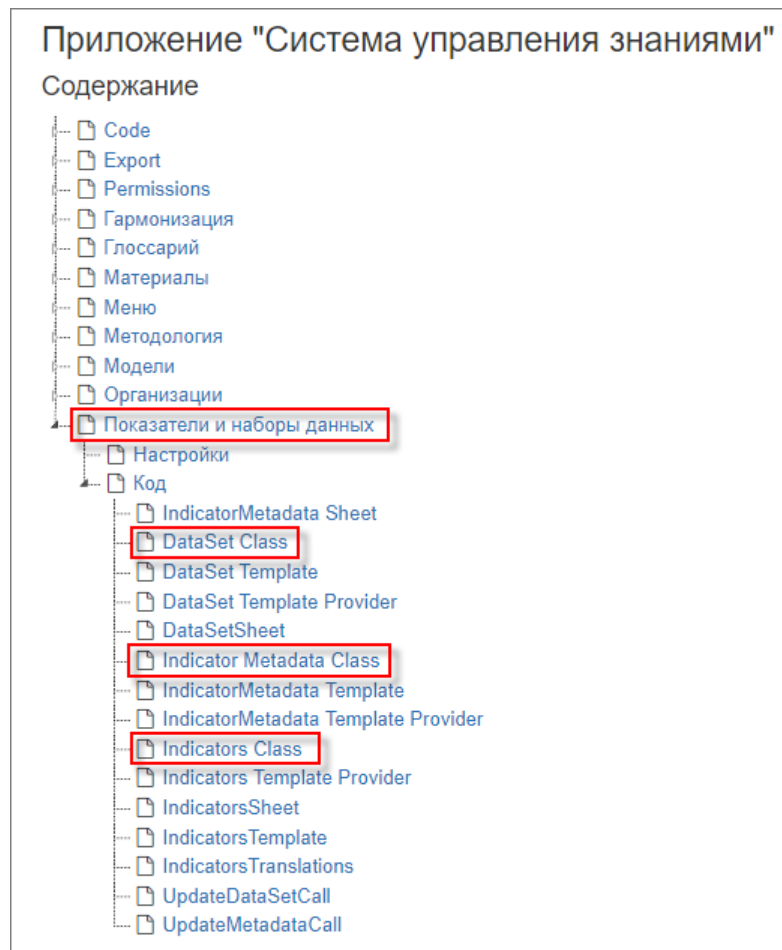 Приложение "Система управления знаниями"
Содержание
Code
Export
Permissions
Гармонизация
Глоссарий
Материалы
Меню
Методология
Модели
Организации
Показатели и наборы данных
Настройки
Код
IndicatorMetadata Sheet
DataSet Class
DataSet Template
DataSet Template Provider
DataSetSheet
Indicator Metadata Class
IndicatorMetadata Template
IndicatorMetadata Template Provider
Indicators Class
Indicators Template Provider
IndicatorsSheet
IndicatorsTemplate
IndicatorsTranslations
UpdateDataSetCall
UpdateMetadataCall